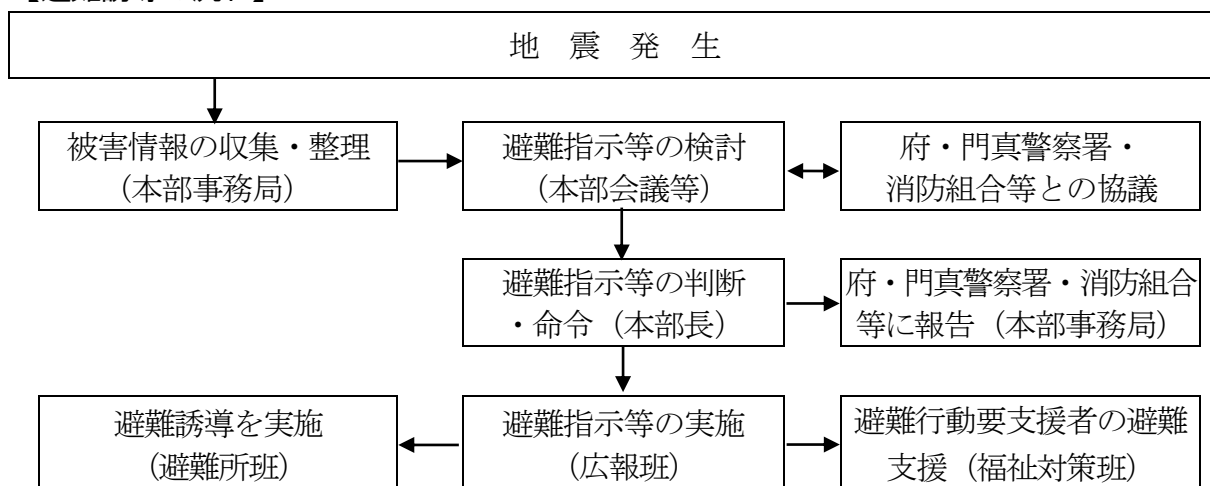 地　震　発　生
被害情報の収集・整理
（本部事務局）
避難指示等の検討
（本部会議等）
府・門真警察署・
消防組合等との協議
避難指示等の判断
・命令（本部長）
府・門真警察署・消防組合
等に報告（本部事務局）
避難誘導を実施
（避難所班）
避難指示等の実施
（広報班）
避難行動要支援者の避難
支援（福祉対策班）